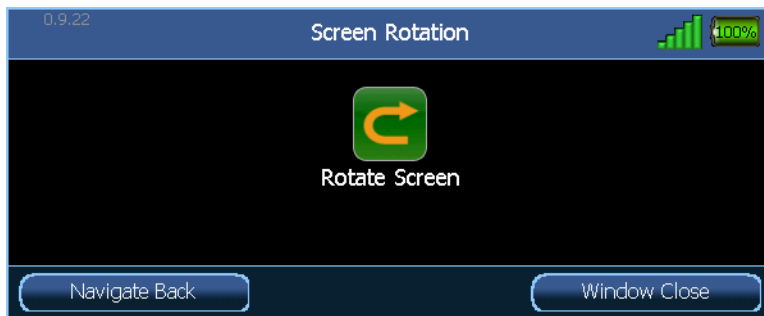 0.9.22
Screen Rotation
100%
Rotate Screen
Navigate Back
Window Close